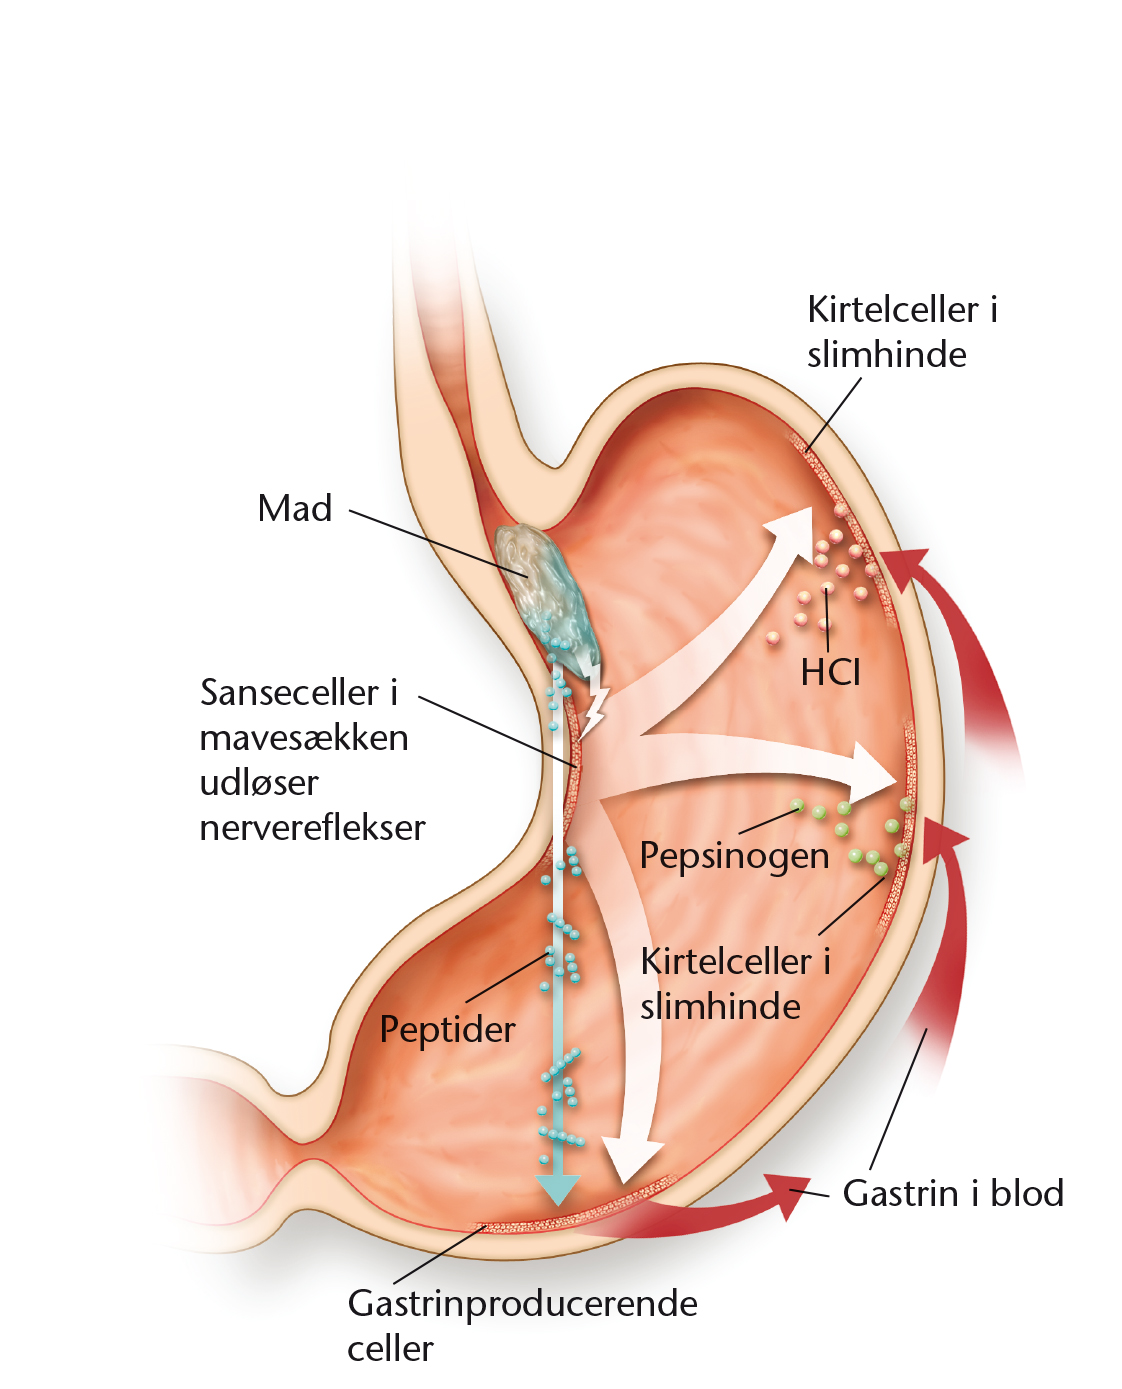 Kirtelceller i
slimhinde
Mad
HCl
Sanseceller i
mavesækken
udløser
nervereflekser
Pepsinogen
Kirtelceller i
slimhinde
Peptider
Gastrin i blod
Gastrinproducerende
celler